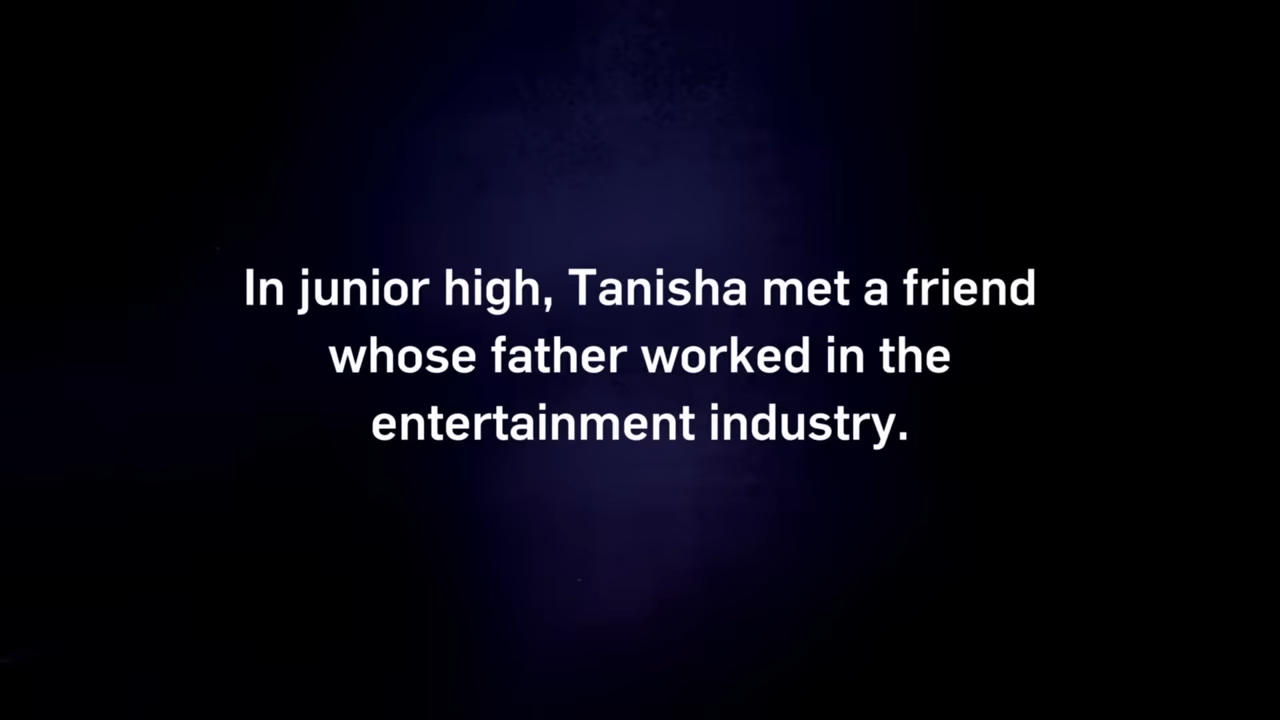 In junior high, Tanisha met a friend
whose father worked in the
entertainment industry.